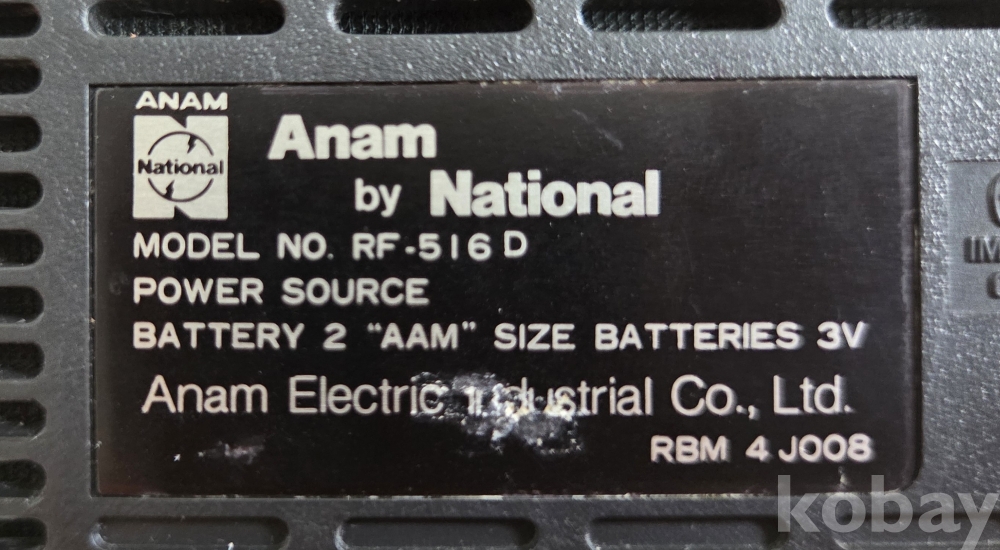 ANAM
National
Anam
by National
MODEL NO. RF-516 D
POWER SOURCE
BATTERY 2 "AAM" SIZE BATTERIES 3V
Anam Electric Industrial Co., Ltd.
RBM 4 J008
kobay